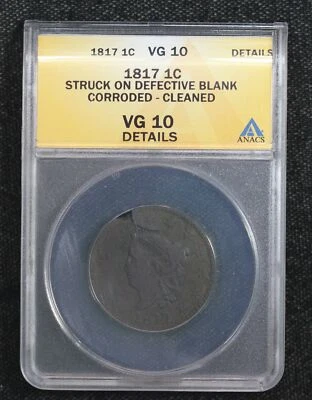 1817 1C VG 10 DETAILS
1817 1C
STRUCK ON DEFECTIVE BLANK
CORRODED - CLEANED
VG 10
DETAILS
ANACS